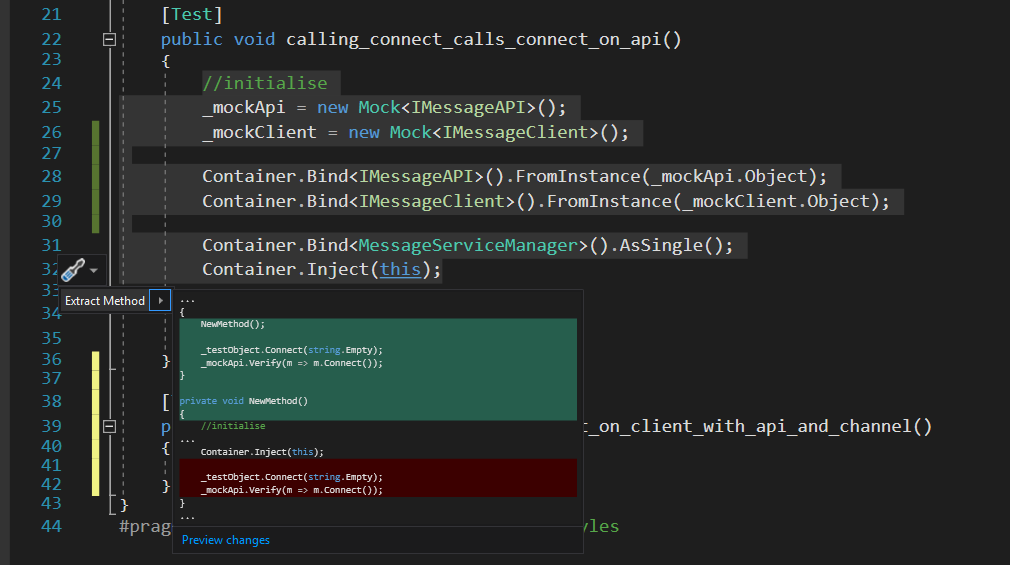 21 [Test]
22 public void calling_connect_calls_connect_on_api()
23 {
24 //initialise
25 _mockApi = new Mock<IMessageAPI>();
26 _mockClient = new Mock<IMessageClient>();
27
28 Container.Bind<IMessageAPI>().FromInstance(_mockApi.Object);
29 Container.Bind<IMessageClient>().FromInstance(_mockClient.Object);
30
31 Container.Bind<MessageServiceManager>().AsSingle();
32 Container.Inject(this);
33
Extract Method
34
35
36 }
37
38 [
39 p t_on_client_with_api_and_channel()
40 {
41
42 }
43 }
44 #prag yles
...
{
NewMethod();
_testObject.Connect(string.Empty);
_mockApi.Verify(m => m.Connect());
}
private void NewMethod()
{
//initialise
...
Container.Inject(this);
_testObject.Connect(string.Empty);
_mockApi.Verify(m => m.Connect());
}
...
Preview changes